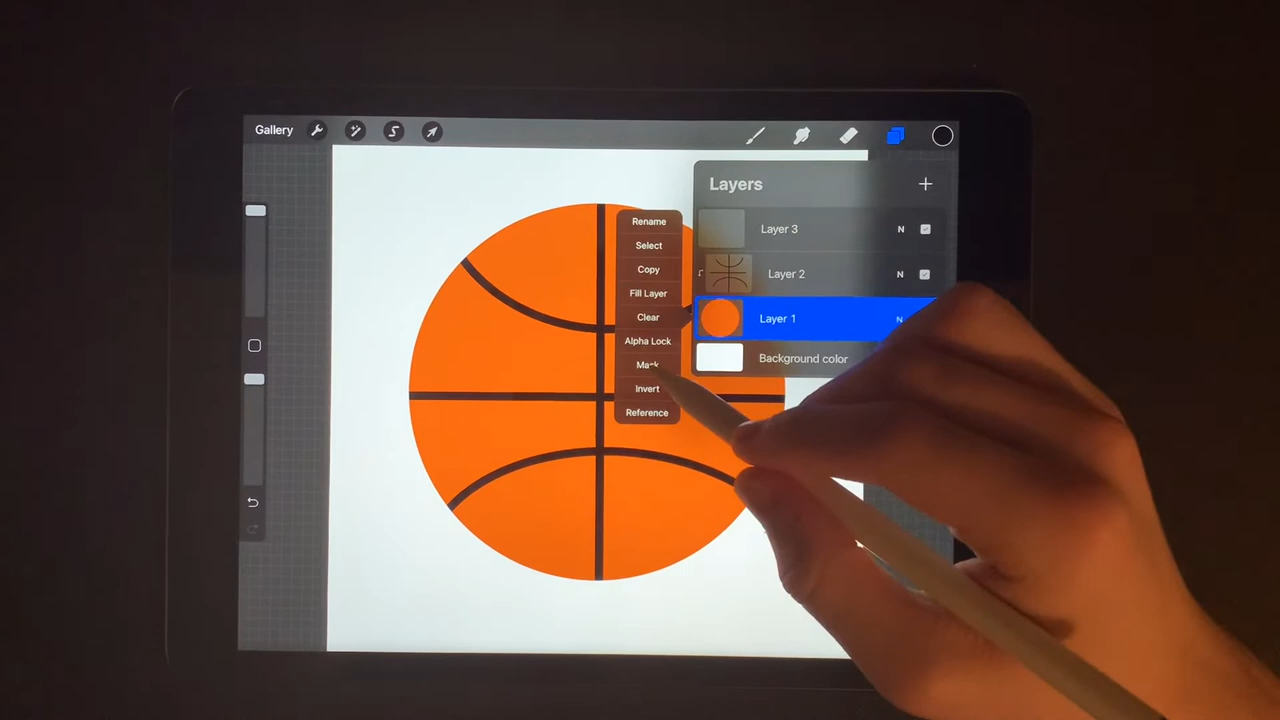 Gallery
Layers
Layer 3
N
Layer 2
N
Layer 1
N
Background color
Rename
Select
Copy
Fill Layer
Clear
Alpha Lock
Mask
Invert
Reference